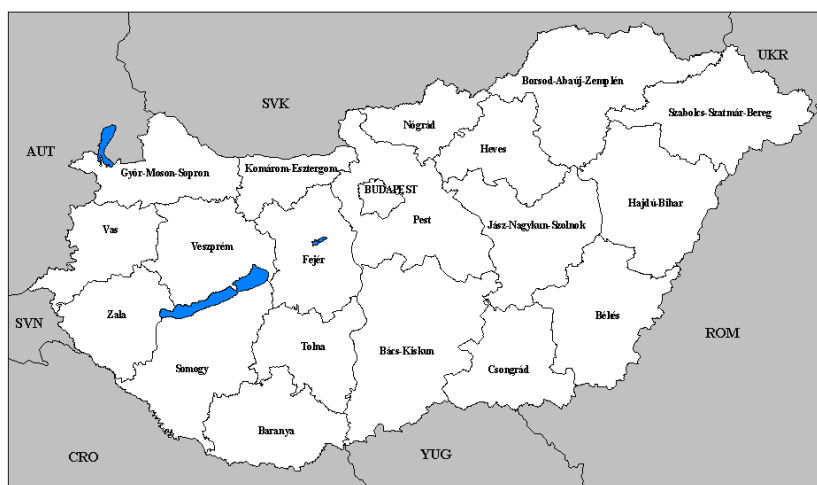 UKR
Borsod-Abaúj-Zemplén
SVK
Szabolcs-Szatmár-Bereg
Nógrád
AUT
Heves
Györ-Moson-Sopron
Komárom-Esztergom
BUDAPEST
Hajdú-Bihar
Pest
Jász-Nagykun-Szolnok
Vas
Veszprém
Fejér
Zala
Békés
SVN
ROM
Tolna
Bács-Kiskun
Somogy
Csongrád
Baranya
CRO
YUG